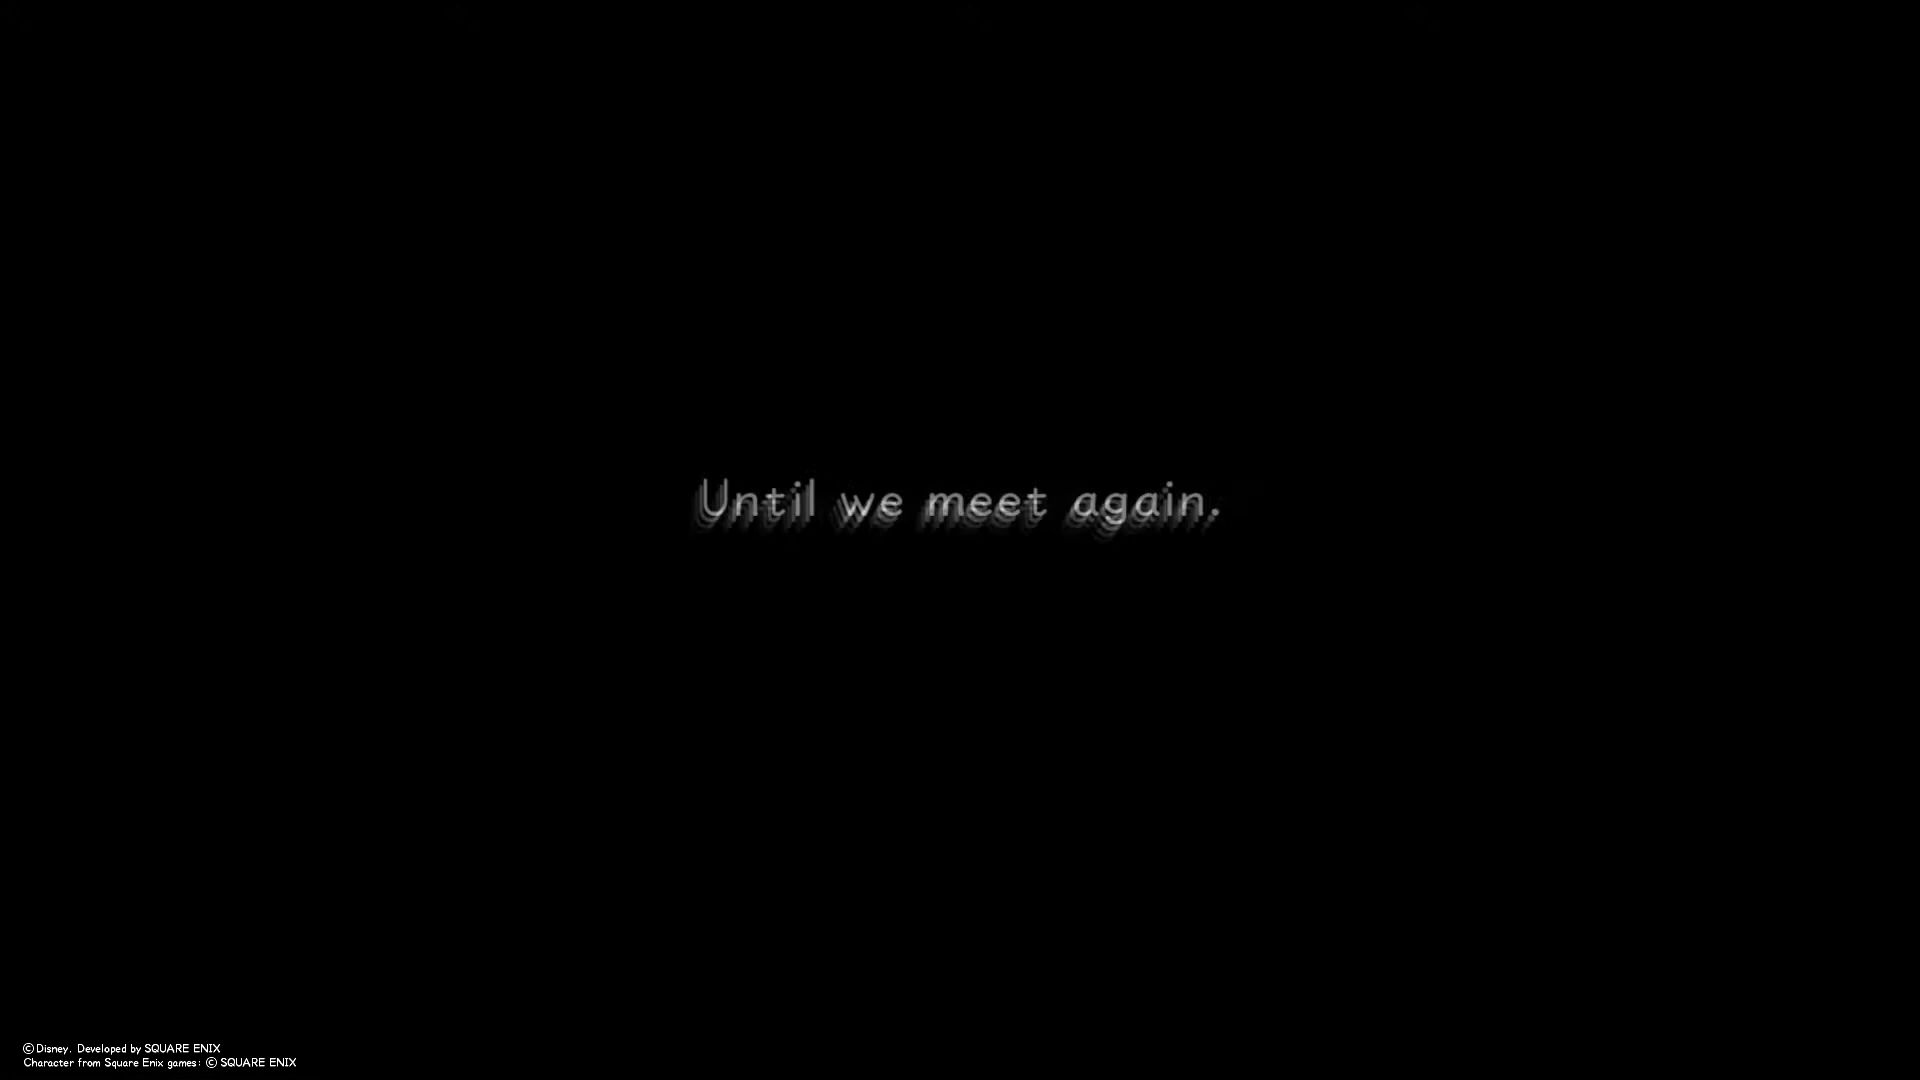 Until we meet again.
©Disney. Developed by SQUARE ENIX
Character from Square Enix games: © SQUARE ENIX